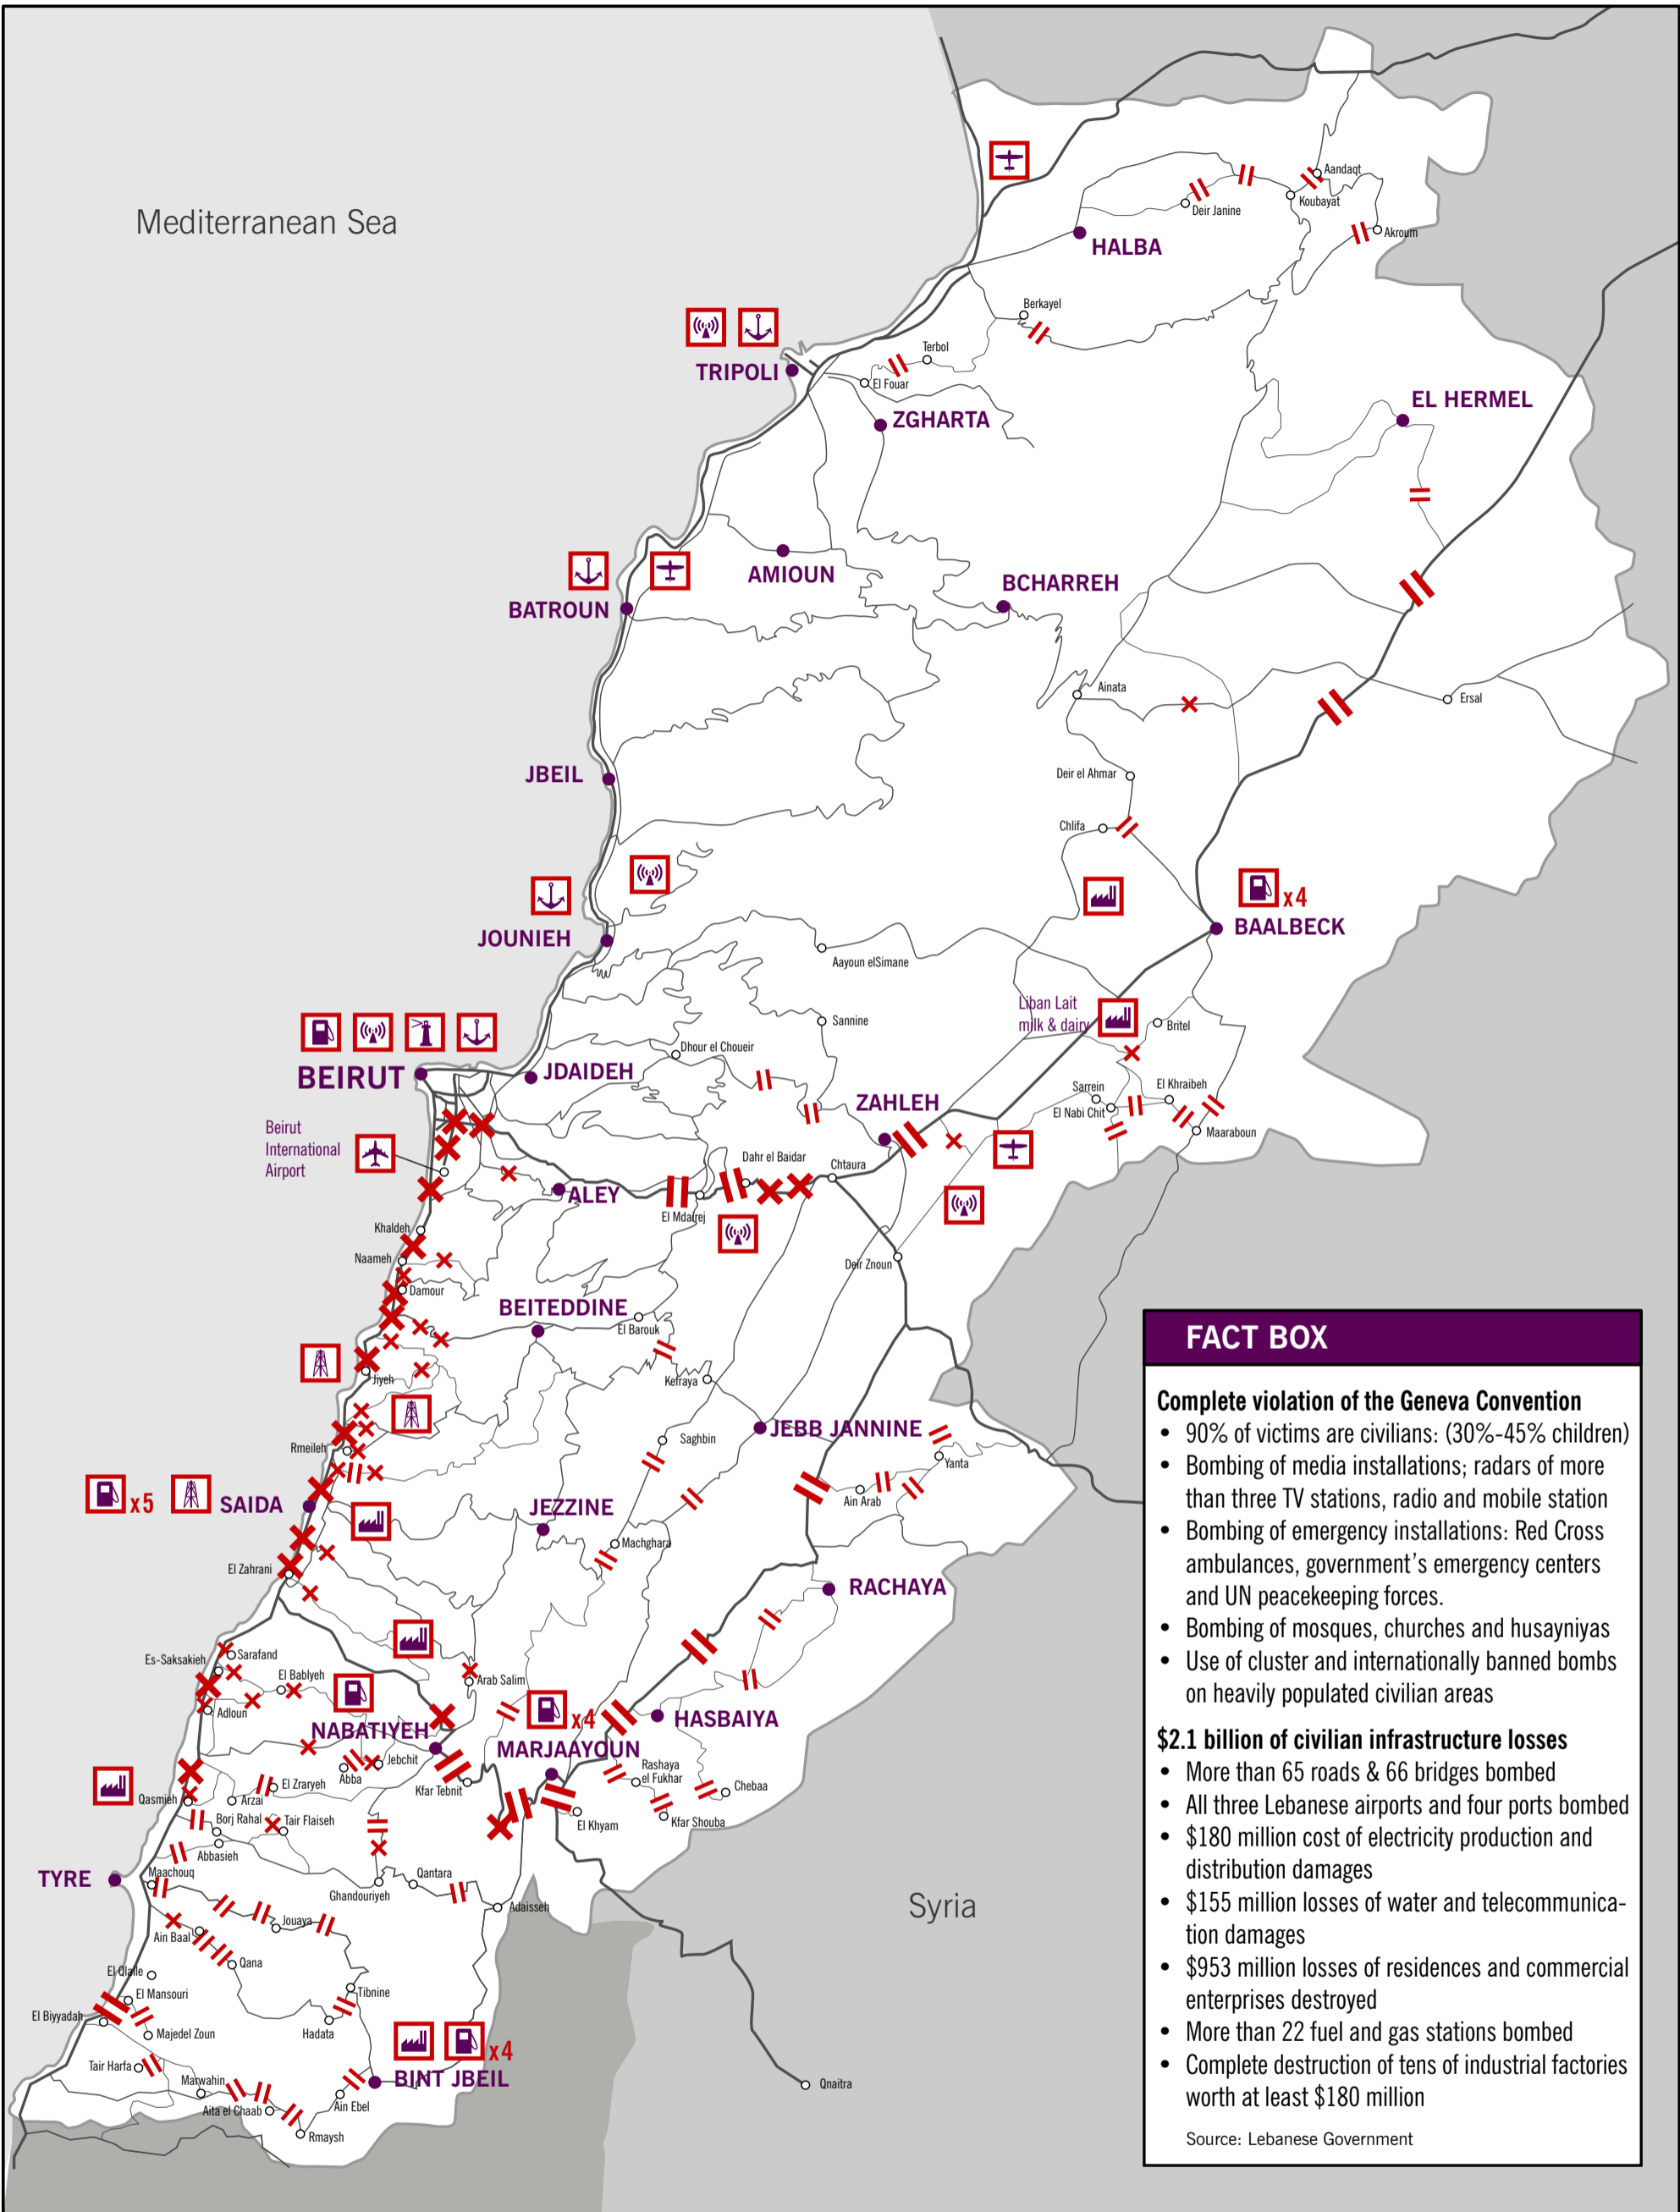 Mediterranean Sea
Aandaqt
Koubayat
Deir Janine
Akroum
HALBA
Berkayel
Terbol
TRIPOLI
El Fouar
EL HERMEL
ZGHARTA
AMIOUN
BCHARREH
BATROUN
Ainata
Ersal
JBEIL
Deir el Ahmar
Chlifa
x4
BAALBECK
JOUNIEH
Aayoun elSimane
Liban Lait
milk & dairy
Sannine
Britel
Dhour el Choueir
BEIRUT
JDAIDEH
Sarrein
El Khraibeh
ZAHLEH
El Nabi Chit
Beirut
International
Airport
Maaraboun
Dahr el Baidar
Chtaura
ALEY
El Mdairej
Khaldeh
Naameh
Deir Znoun
Damour
BEITEDDINE
El Barouk
Jiyeh
Kefraya
JEBB JANNINE
Rmeileh
Saghbin
Yanta
x5
SAIDA
JEZZINE
Ain Arab
Machghara
El Zahrani
RACHAYA
Es-Saksakieh
Sarafand
El Bablyeh
Arab Salim
Adloun
x4
HASBAIYA
NABATIYEH
MARJAAYOUN
Jebchit
Abba
Rashaya
el Fukhar
Kfar Tebnit
Chebaa
El Zraryeh
Qasmieh
Arzai
Borj Rahal
Tair Flaiseh
El Khyam
Kfar Shouba
Abbasieh
TYRE
Maachouq
Qantara
Ghandouriyeh
Adaisseh
Syria
Jouaya
Ain Baal
Qana
El Qlaile
El Mansouri
Tibnine
El Biyyadah
Majedel Zoun
Hadata
x4
Tair Harfa
Marwahin
BINT JBEIL
Qnaitra
Aita el Chaab
Ain Ebel
Rmaysh
FACT BOX
Complete violation of the Geneva Convention
• 90% of victims are civilians: (30%-45% children)
• Bombing of media installations; radars of more
than three TV stations, radio and mobile station
• Bombing of emergency installations: Red Cross
ambulances, government's emergency centers
and UN peacekeeping forces.
• Bombing of mosques, churches and husayniyas
• Use of cluster and internationally banned bombs
on heavily populated civilian areas
$2.1 billion of civilian infrastructure losses
• More than 65 roads & 66 bridges bombed
• All three Lebanese airports and four ports bombed
• $180 million cost of electricity production and
distribution damages
• $155 million losses of water and telecommunica-
tion damages
• $953 million losses of residences and commercial
enterprises destroyed
• More than 22 fuel and gas stations bombed
• Complete destruction of tens of industrial factories
worth at least $180 million
Source: Lebanese Government